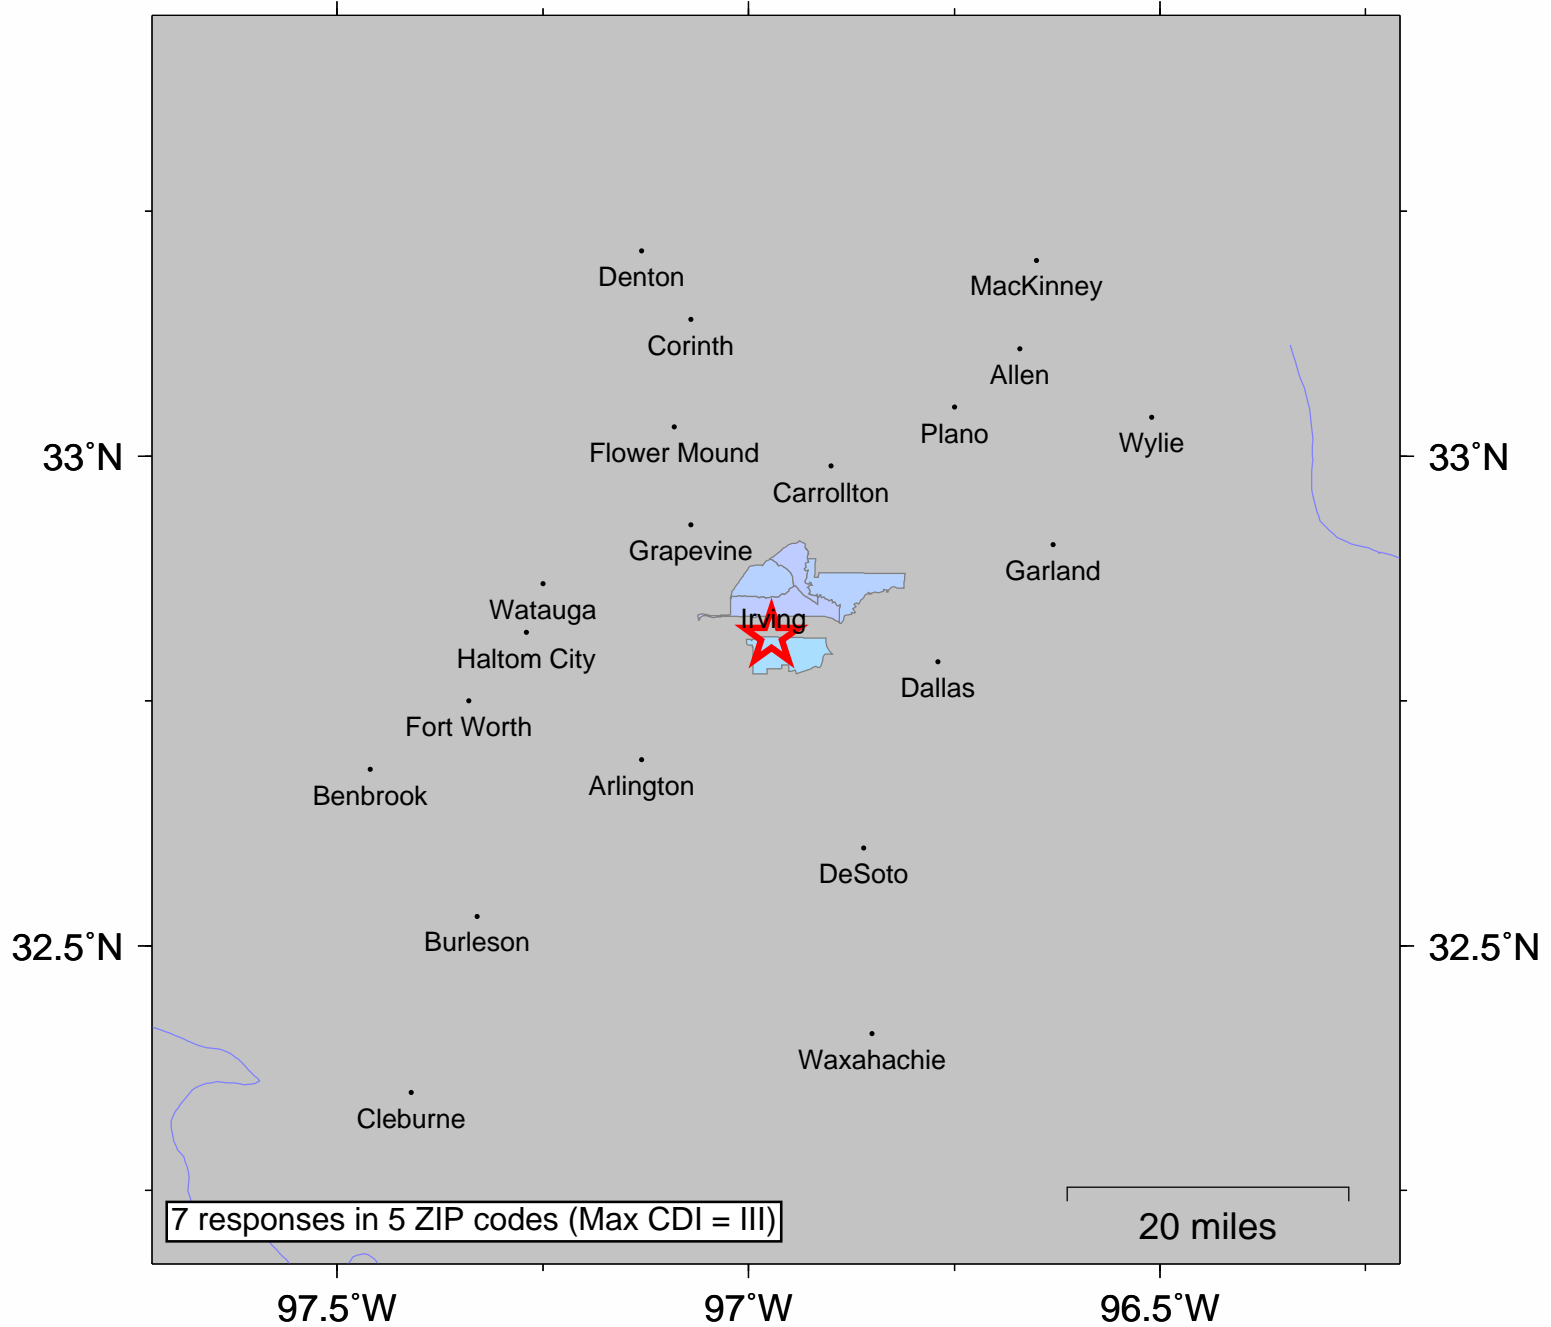 Denton
MacKinney
Corinth
Allen
Plano
Wylie
Flower Mound
33°N
33°N
Carrollton
Grapevine
Garland
Watauga
Irving
Haltom City
Dallas
Fort Worth
Arlington
Benbrook
DeSoto
Burleson
32.5°N
32.5°N
Waxahachie
Cleburne
7 responses in 5 ZIP codes (Max CDI = III)
20 miles
97.5°W
97°W
96.5°W